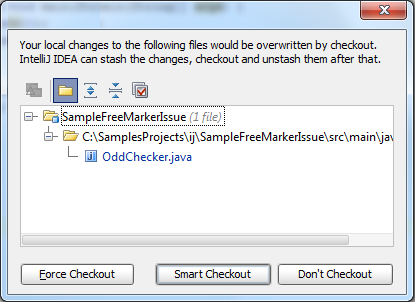 Your local changes to the following files would be overwritten by checkout.
IntelliJ IDEA can stash the changes, checkout and unstash them after that.
SampleFreeMarkerIssue (1 file)
C:\SamplesProjects\ij\SampleFreeMarkerIssue\src\main\jav
OddChecker.java
Force Checkout Smart Checkout Don't Checkout